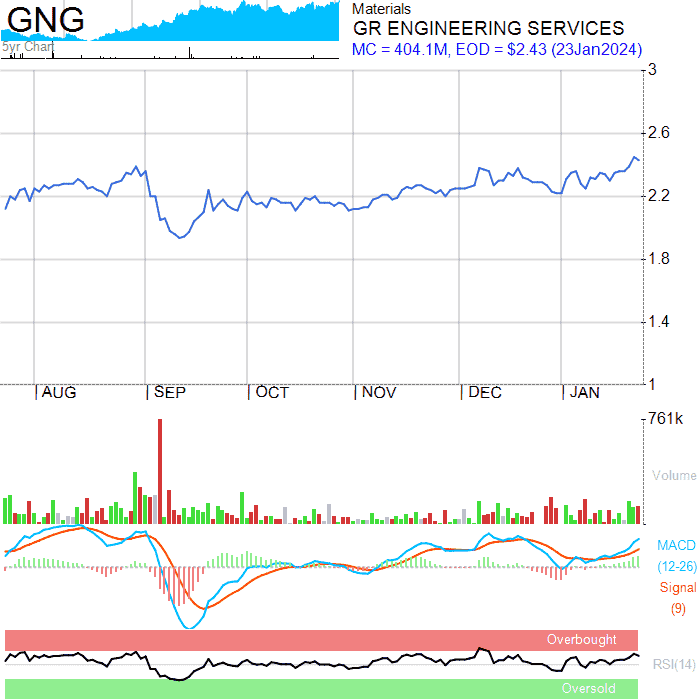 GNG
5yr Chart
Materials
GR ENGINEERING SERVICES
MC = 404.1M, EOD = $2.43 (23Jan2024)
3
2.6
2.2
1.8
1.4
1
AUG SEP OCT NOV DEC JAN
761k
Volume
MACD
(12-26)
Signal
(9)
Overbought
RSI(14)
Oversold